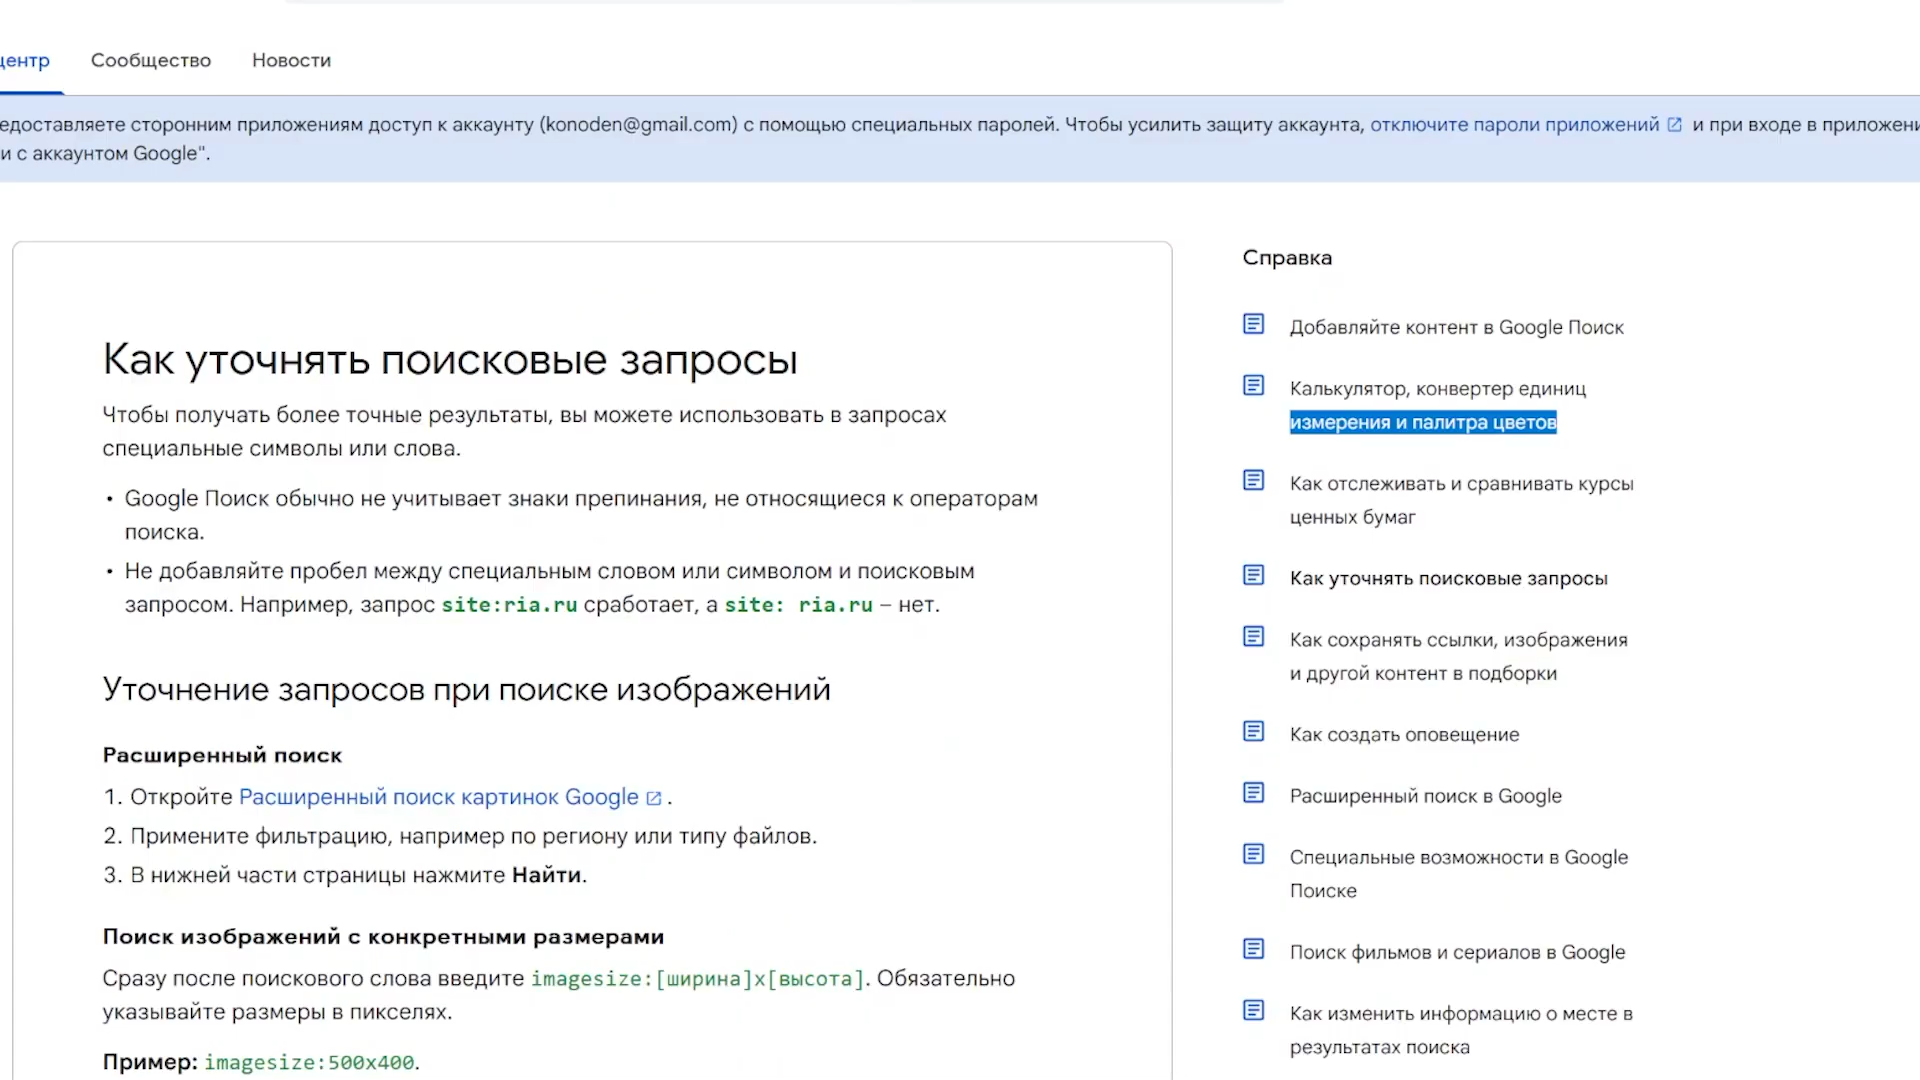 центр Сообщество Новости
едоставляете сторонним приложениям доступ к аккаунту (konoden@gmail.com) с помощью специальных паролей. Чтобы усилить защиту аккаунта, отключите пароли приложений и при входе в приложени
и с аккаунтом Google".
Как уточнять поисковые запросы
Чтобы получать более точные результаты, вы можете использовать в запросах
специальные символы или слова.
• Google Поиск обычно не учитывает знаки препинания, не относящиеся к операторам
поиска.
• Не добавляйте пробел между специальным словом или символом и поисковым
запросом. Например, запрос site:ria.ru сработает, а site: ria.ru – нет.
Уточнение запросов при поиске изображений
Расширенный поиск
1. Откройте Расширенный поиск картинок Google .
2. Примените фильтрацию, например по региону или типу файлов.
3. В нижней части страницы нажмите Найти.
Поиск изображений с конкретными размерами
Сразу после поискового слова введите imagesize:[ширина]x[высота]. Обязательно
указывайте размеры в пикселях.
Пример: imagesize:500x400.
Справка
Добавляйте контент в Google Поиск
Калькулятор, конвертер единиц
измерения и палитра цветов
Как отслеживать и сравнивать курсы
ценных бумаг
Как уточнять поисковые запросы
Как сохранять ссылки, изображения
и другой контент в подборки
Как создать оповещение
Расширенный поиск в Google
Специальные возможности в Google
Поиске
Поиск фильмов и сериалов в Google
Как изменить информацию о месте в
результатах поиска